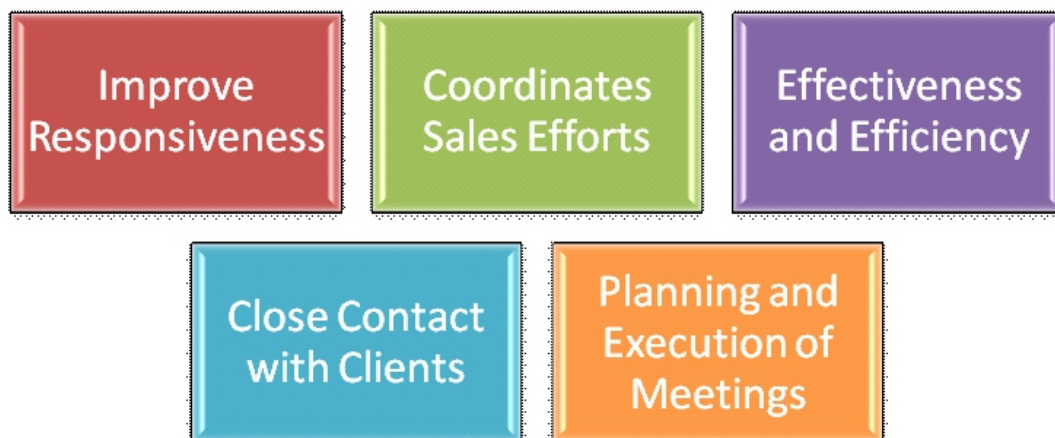 Improve
Responsiveness
Coordinates
Sales Efforts
Effectiveness
and Efficiency
Close Contact
with Clients
Planning and
Execution of
Meetings